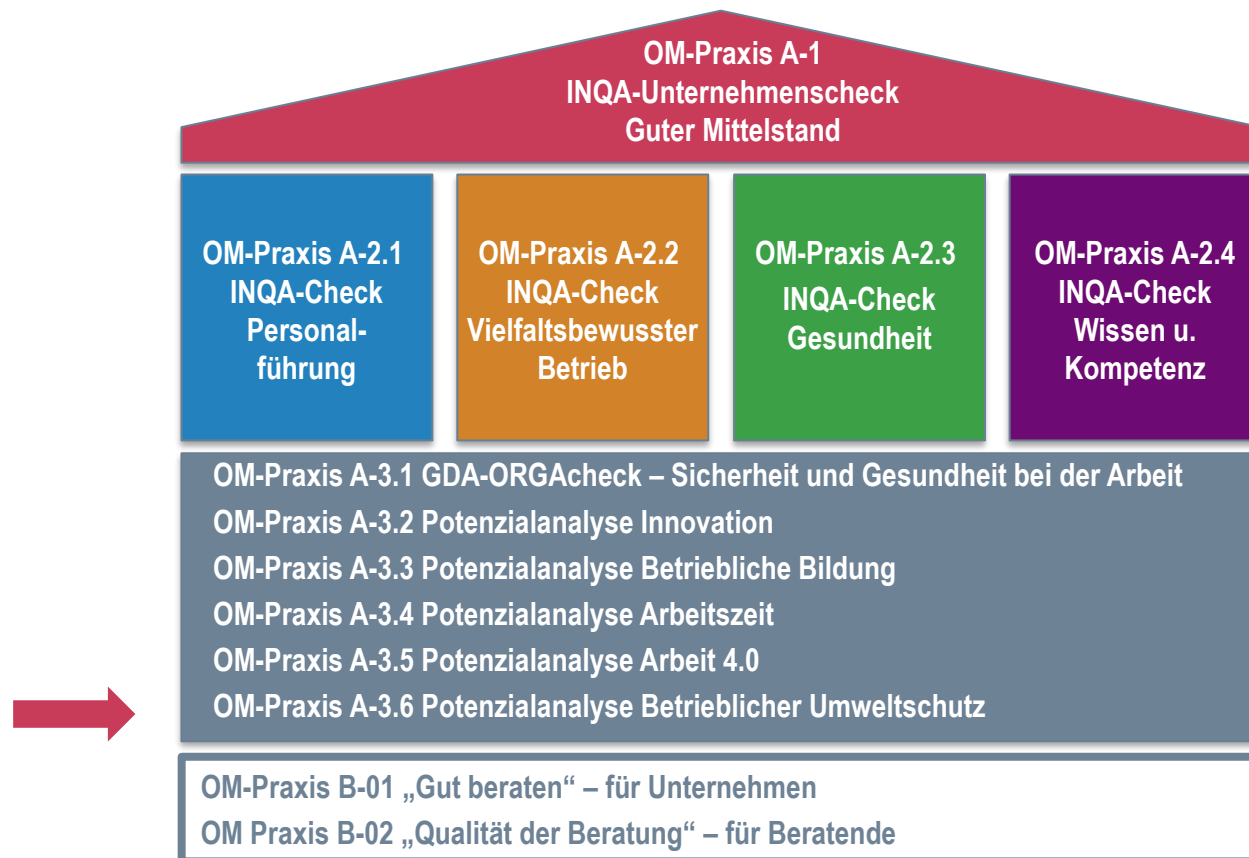 OM-Praxis A-1
INQA-Unternehmenscheck
Guter Mittelstand
OM-Praxis A-2.1
INQA-Check
Personal-
führung
OM-Praxis A-2.2
INQA-Check
Vielfaltsbewusster
Betrieb
OM-Praxis A-2.3
INQA-Check
Gesundheit
OM-Praxis A-2.4
INQA-Check
Wissen u.
Kompetenz
OM-Praxis A-3.1 GDA-ORGAcheck – Sicherheit und Gesundheit bei der Arbeit
OM-Praxis A-3.2 Potenzialanalyse Innovation
OM-Praxis A-3.3 Potenzialanalyse Betriebliche Bildung
OM-Praxis A-3.4 Potenzialanalyse Arbeitszeit
OM-Praxis A-3.5 Potenzialanalyse Arbeit 4.0
OM-Praxis A-3.6 Potenzialanalyse Betrieblicher Umweltschutz
OM-Praxis B-01 „Gut beraten“ – für Unternehmen
OM Praxis B-02 „Qualität der Beratung“ – für Beratende